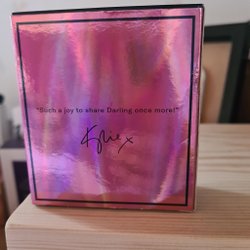 "Such a joy to share Darling once more!"
Kylie x